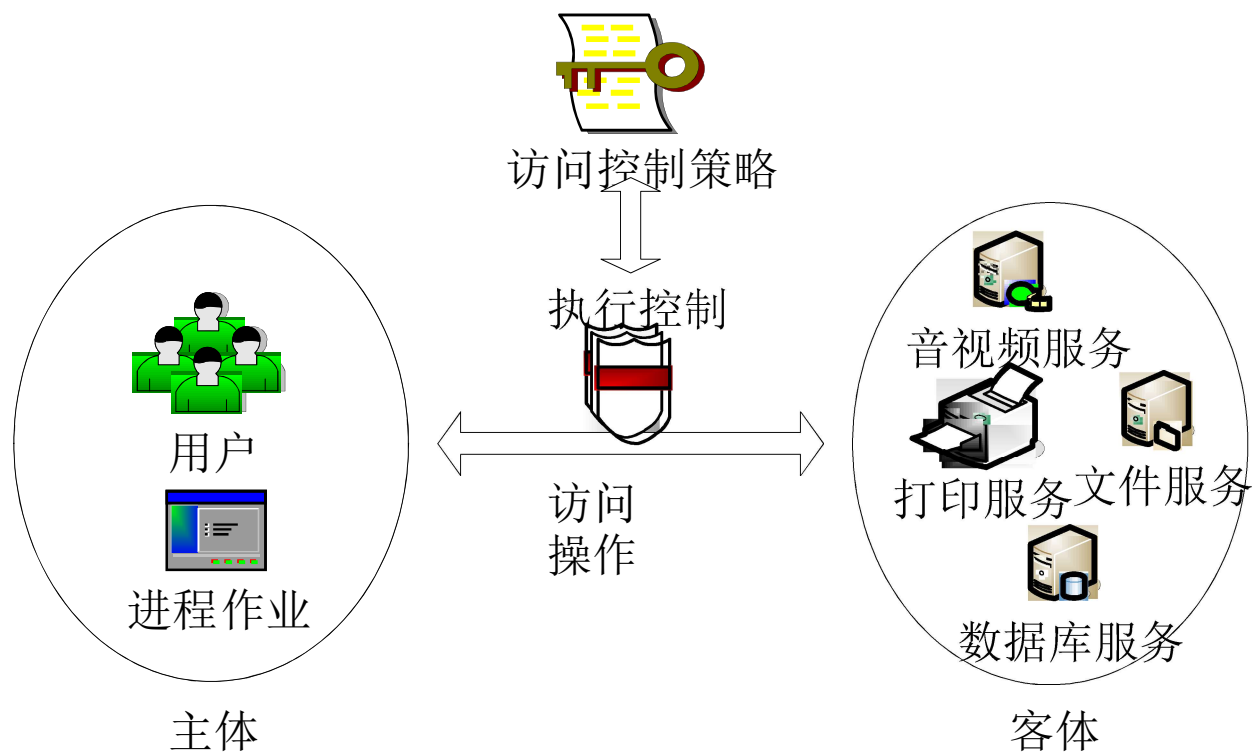 访问控制策略
执行控制
用户
进程作业
主体
访问
操作
音视频服务
打印服务
文件服务
数据库服务
客体